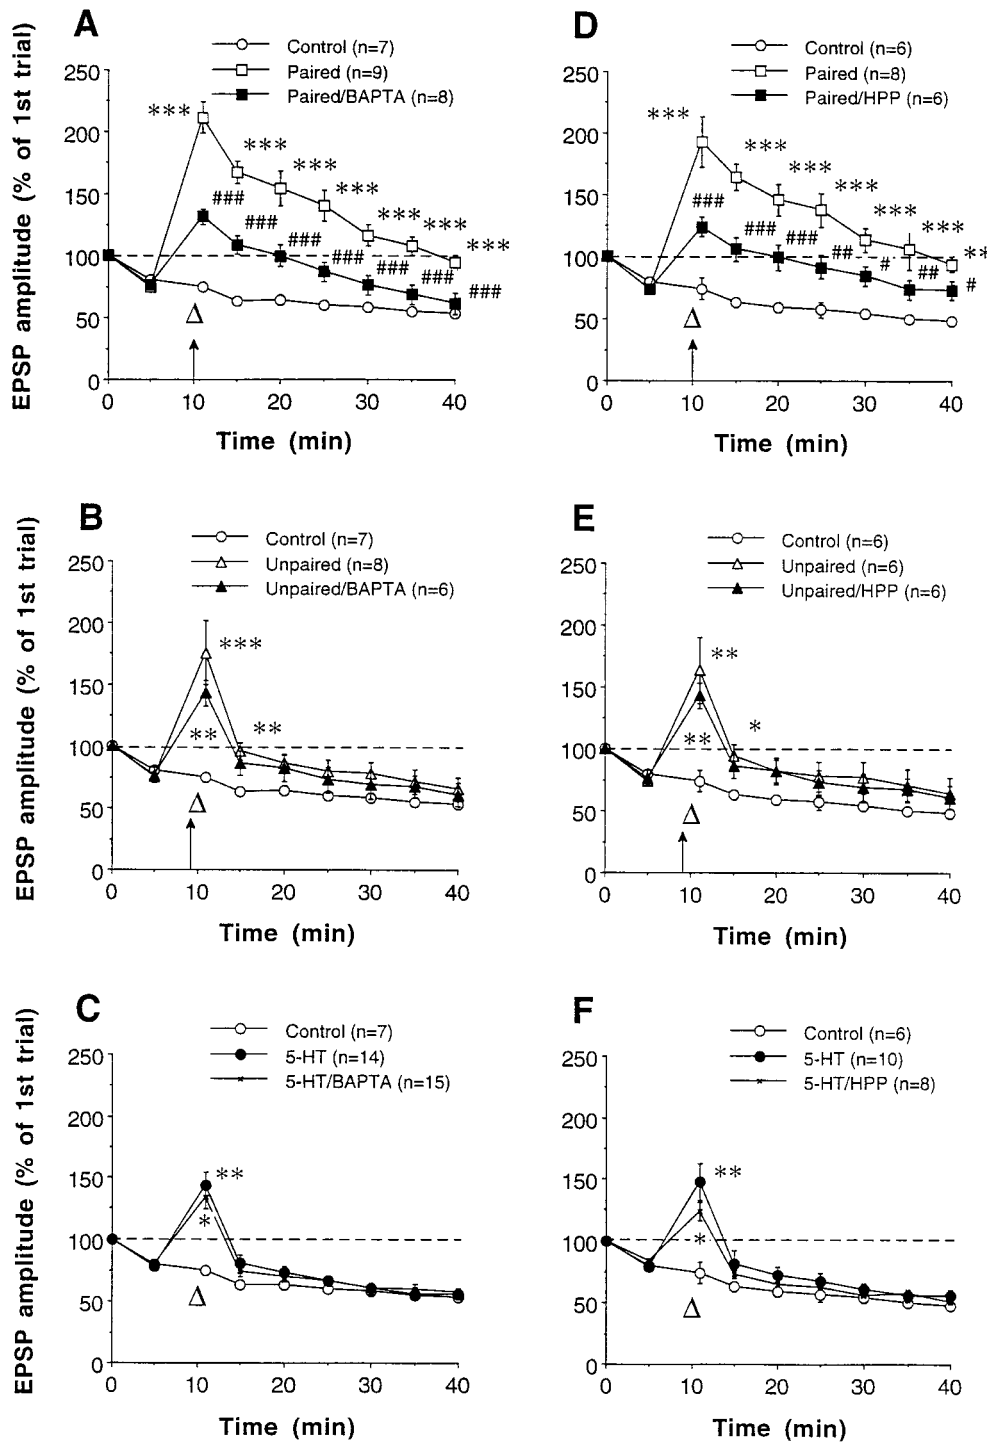 A
Control (n=7)
Paired (n=9)
Paired/BAPTA (n=8)
EPSP amplitude (% of 1st trial)
250
200
150
100
50
0
***
***
***
***
***
***
***
###
###
###
###
###
###
###
Δ
0
10
20
30
40
Time (min)
D
Control (n=6)
Paired (n=8)
Paired/HPP (n=6)
250
200
150
100
50
0
***
***
***
***
***
***
**
###
###
###
##
#
##
#
Δ
0
10
20
30
40
Time (min)
B
Control (n=7)
Unpaired (n=8)
Unpaired/BAPTA (n=6)
EPSP amplitude (% of 1st trial)
250
200
150
100
50
0
***
**
**
Δ
0
10
20
30
40
Time (min)
E
Control (n=6)
Unpaired (n=6)
Unpaired/HPP (n=6)
250
200
150
100
50
0
**
*
**
Δ
0
10
20
30
40
Time (min)
C
Control (n=7)
5-HT (n=14)
5-HT/BAPTA (n=15)
EPSP amplitude (% of 1st trial)
250
200
150
100
50
0
**
*
Δ
0
10
20
30
40
Time (min)
F
Control (n=6)
5-HT (n=10)
5-HT/HPP (n=8)
250
200
150
100
50
0
**
*
Δ
0
10
20
30
40
Time (min)